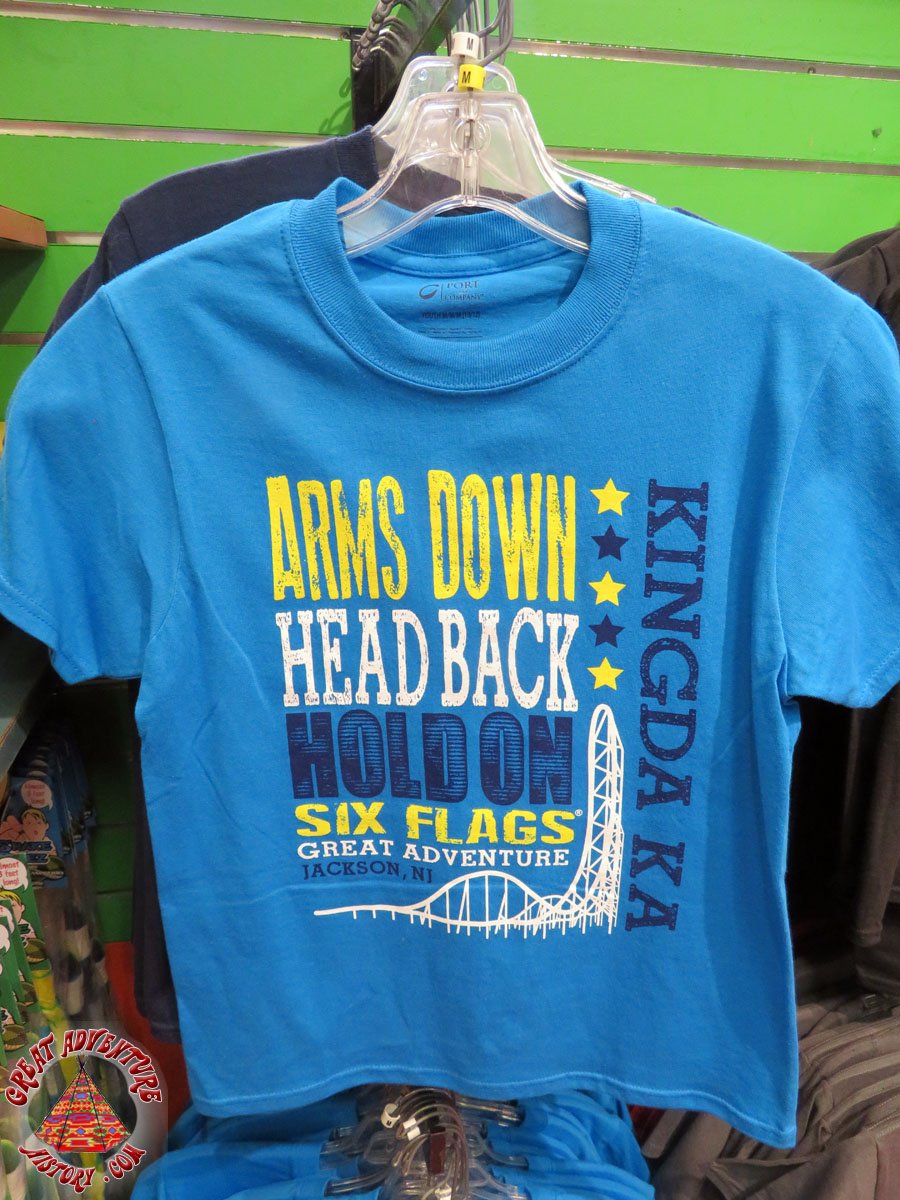 M
M
PORT
COMPANY
ARMS DOWN
HEAD BACK
HOLD ON
SIX FLAGS®
GREAT ADVENTURE
JACKSON, NJ
KINGDA KA
GREAT ADVENTURE
HISTORY.COM